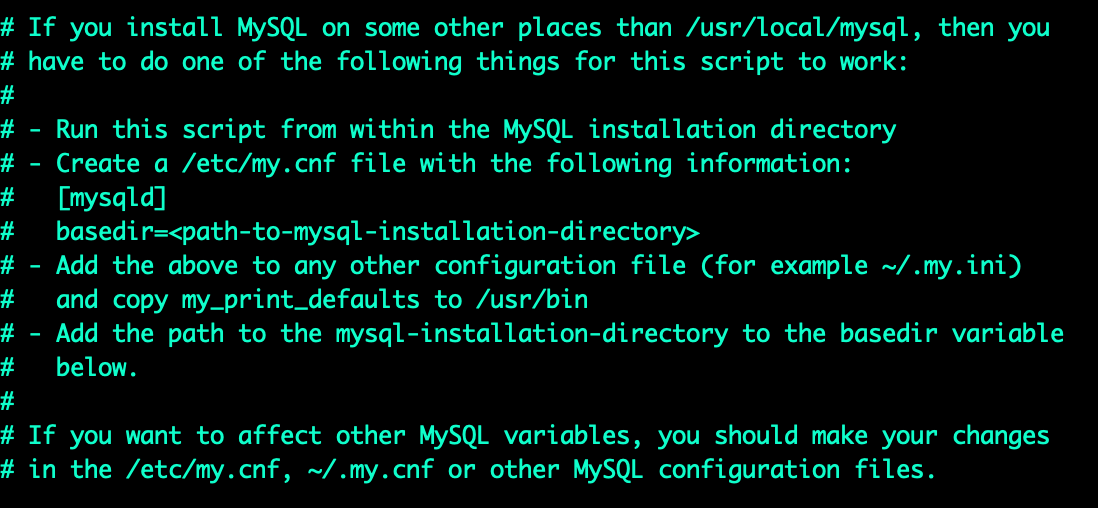 # If you install MySQL on some other places than /usr/local/mysql, then you
# have to do one of the following things for this script to work:
#
# - Run this script from within the MySQL installation directory
# - Create a /etc/my.cnf file with the following information:
#   [mysqld]
#   basedir=<path-to-mysql-installation-directory>
# - Add the above to any other configuration file (for example ~/.my.ini)
#   and copy my_print_defaults to /usr/bin
# - Add the path to the mysql-installation-directory to the basedir variable
#   below.
#
# If you want to affect other MySQL variables, you should make your changes
# in the /etc/my.cnf, ~/.my.cnf or other MySQL configuration files.